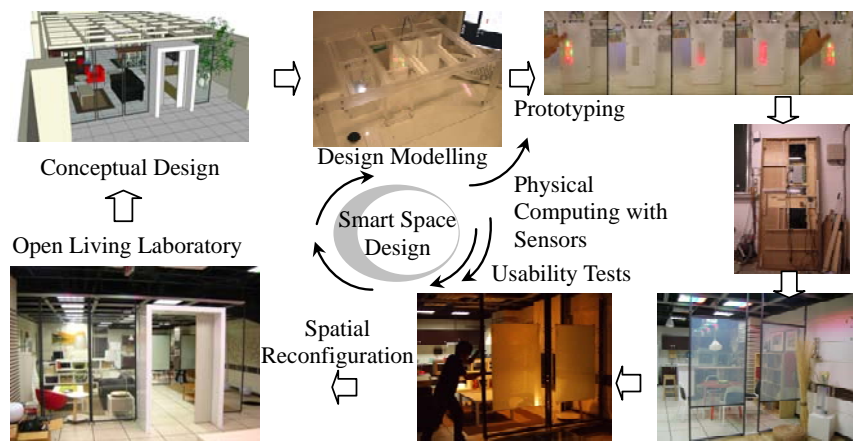 Conceptual Design
Design Modelling
Prototyping
Physical
Computing with
Sensors
Usability Tests
Smart Space
Design
Spatial
Reconfiguration
Open Living Laboratory